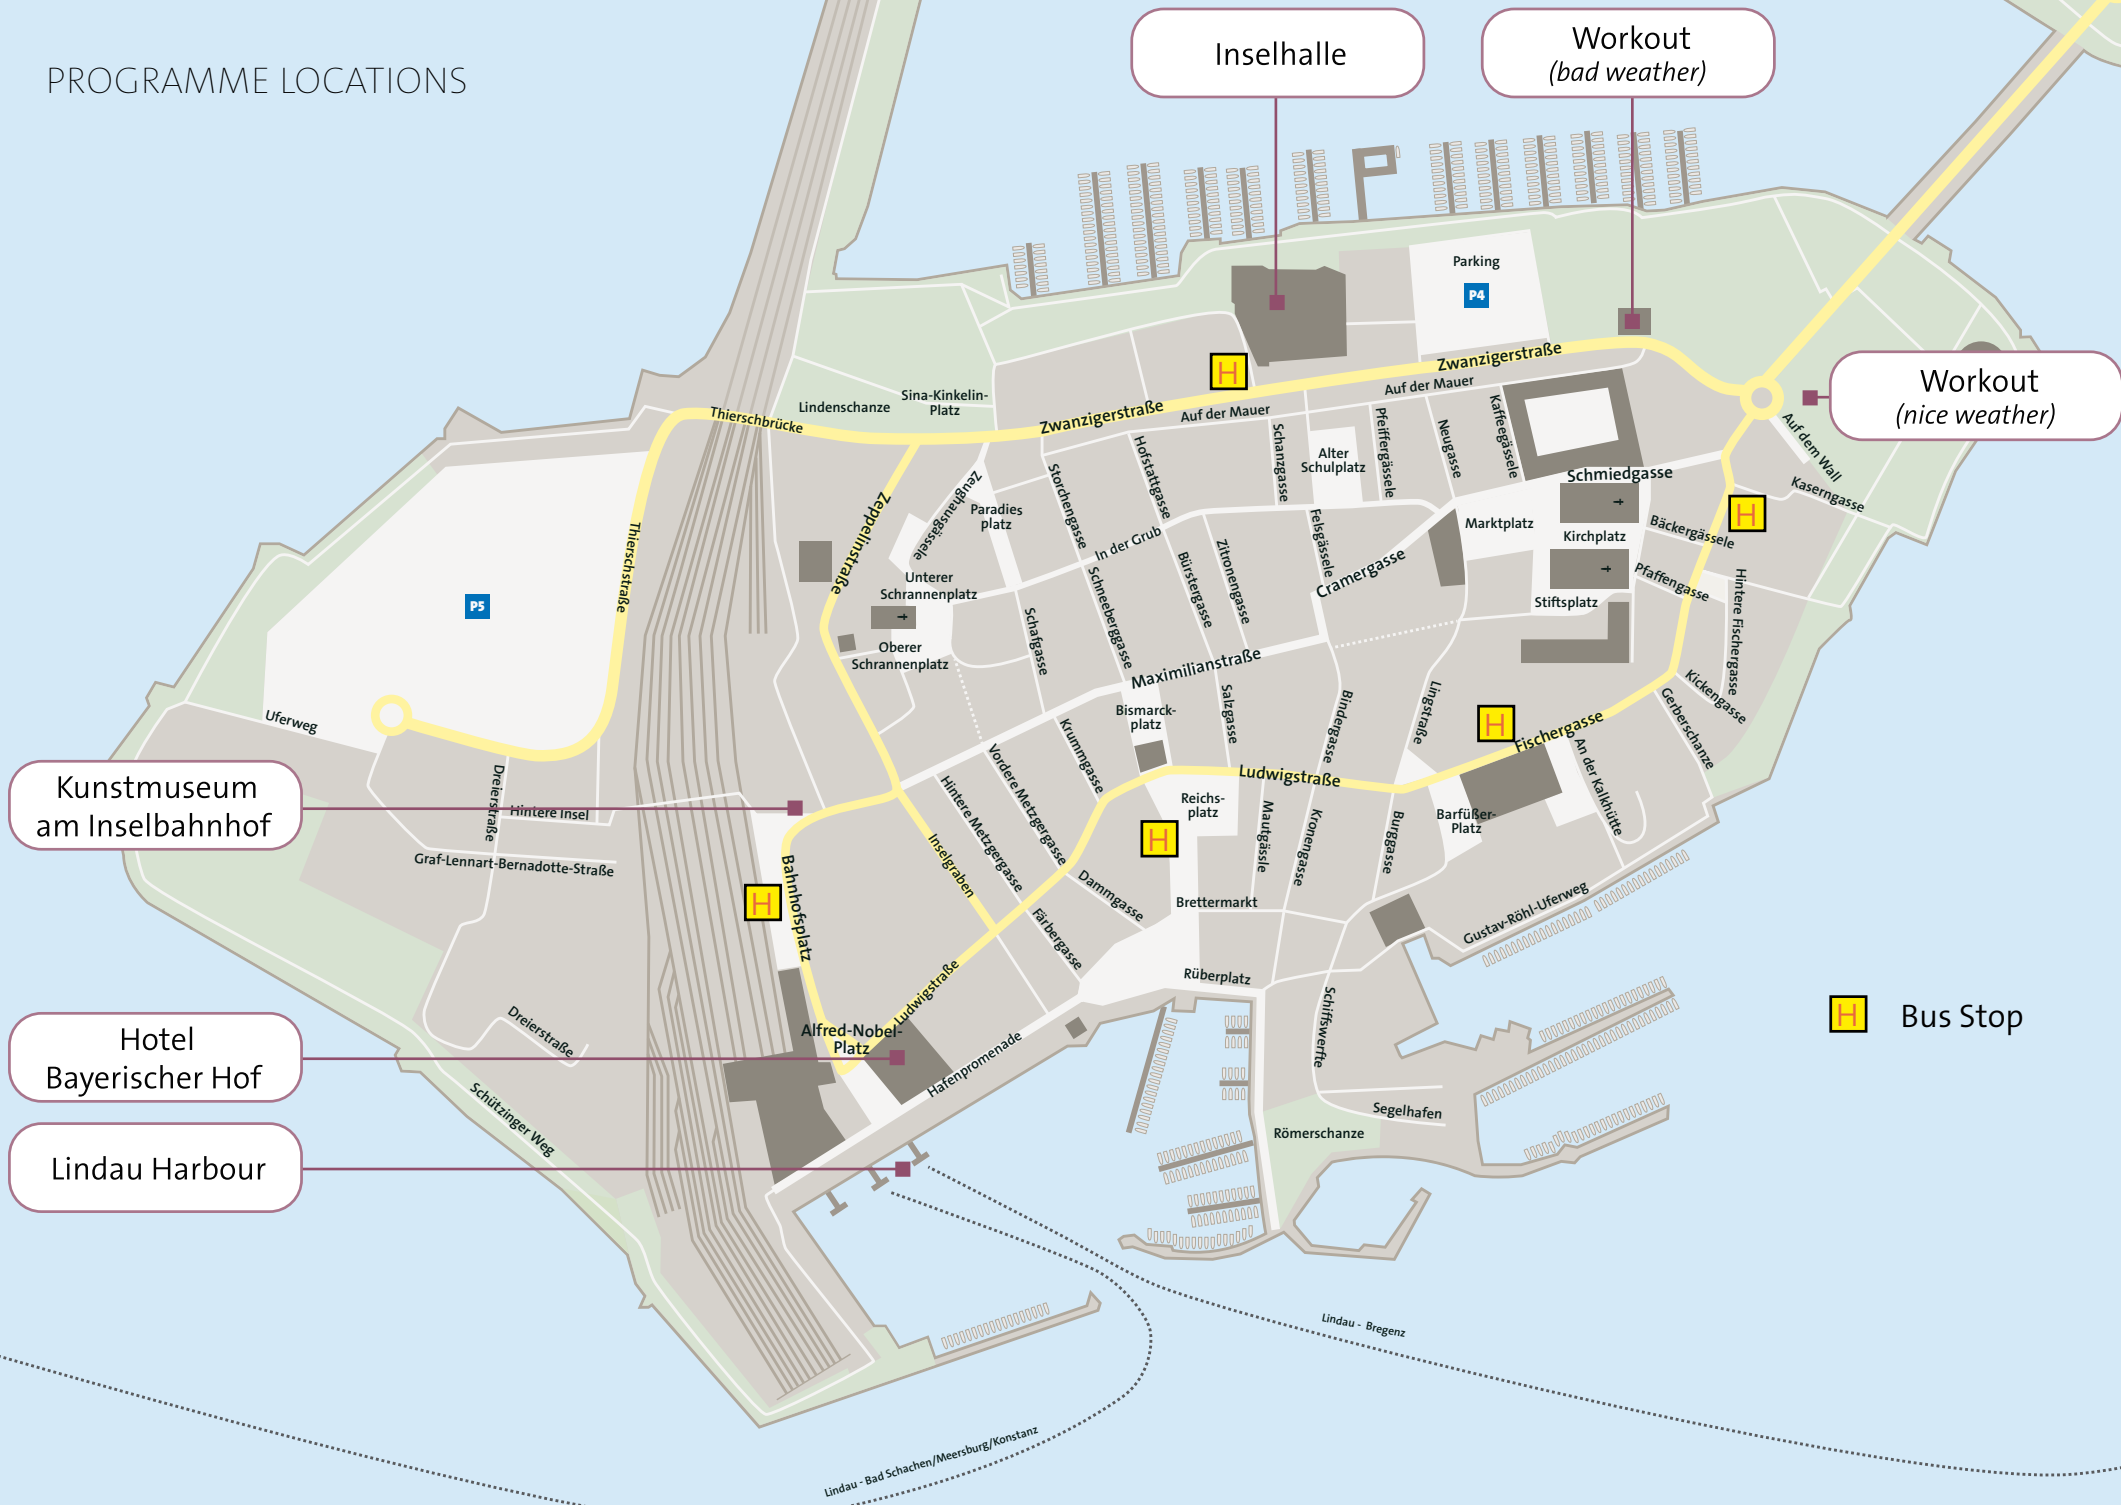 PROGRAMME LOCATIONS
Inselhalle
Workout
(bad weather)
Workout
(nice weather)
Kunstmuseum
am Inselbahnhof
Hotel
Bayerischer Hof
Lindau Harbour
H Bus Stop
Parking
P4
P5
H
H
H
H
H
Lindenschanze
Sina-Kinkelin-
Platz
Thierschbrücke
Zwanzigerstraße
Zwanzigerstraße
Auf der Mauer
Auf der Mauer
Thierschstraße
Zeppelinstraße
Zeughausgässele
Paradies
platz
Storchengasse
Hofstattgasse
Schanzgasse
Alter
Schulplatz
Pfeiffergässele
Neugasse
Kaffeegässele
Schmiedgasse
Auf dem Wall
Kaserngasse
Marktplatz
Kirchplatz
Bäckergässele
Pfaffengasse
Stiftsplatz
Hintere Fischergasse
In der Grub
Felsgässele
Cramergasse
Zitronengasse
Bürstergasse
Schneeberggasse
Schafgasse
Unterer
Schrannenplatz
Oberer
Schrannenplatz
Maximilianstraße
Bismarck-
platz
Salzgasse
Bindergasse
Lingstraße
Fischergasse
Kickengasse
Gerberschanze
An der Kalkhütte
Krummgasse
Vordere Metzgergasse
Hintere Metzgergasse
Ludwigstraße
Reichs-
platz
Mautgässle
Kronengasse
Burggasse
Barfüßer-
Platz
Uferweg
Dreierstraße
Hintere Insel
Graf-Lennart-Bernadotte-Straße
Inselgraben
Bahnhofsplatz
Dammgasse
Färbergasse
Brettermarkt
Gustav-Röhl-Uferweg
Rüberplatz
Ludwigstraße
Alfred-Nobel-
Platz
Hafenpromenade
Schiffswerfte
Segelhafen
Römerschanze
Dreierstraße
Schützinger Weg
Lindau - Bregenz
Lindau - Bad Schachen/Meersburg/Konstanz